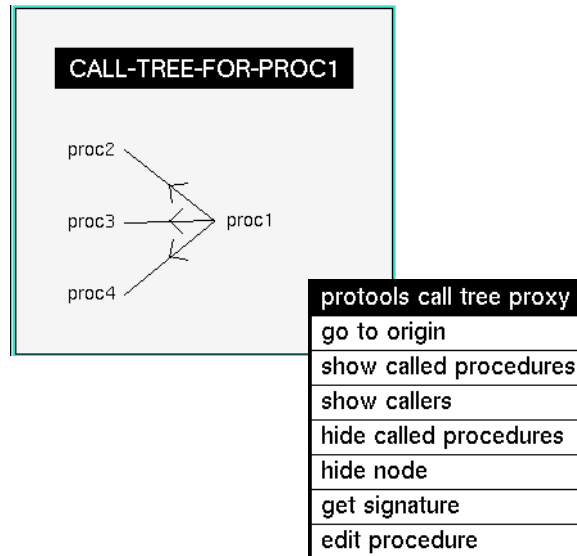 CALL-TREE-FOR-PROC1
proc2
proc3
proc1
proc4
protools call tree proxy
go to origin
show called procedures
show callers
hide called procedures
hide node
get signature
edit procedure